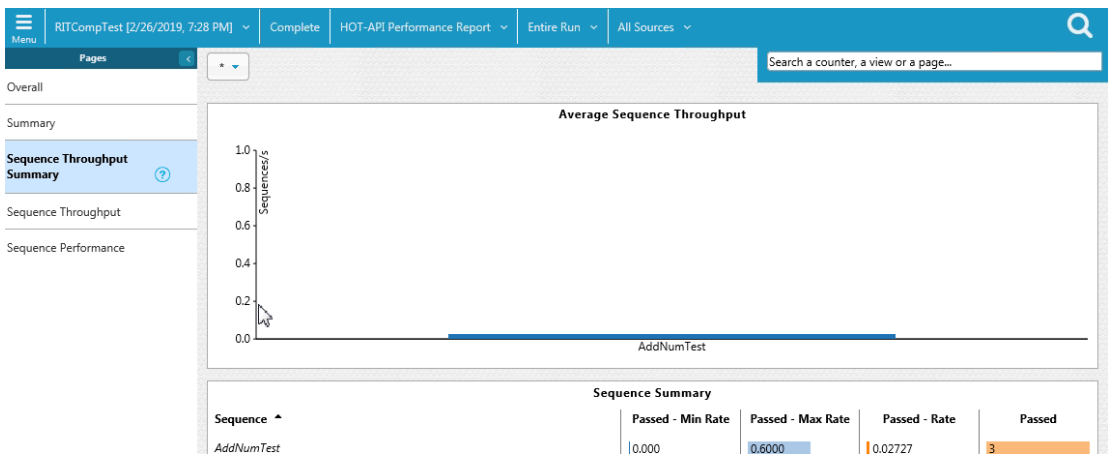 Menu
RITCompTest [2/26/2019, 7:28 PM]
Complete
HOT-API Performance Report
Entire Run
All Sources
Pages
Search a counter, a view or a page...
*
Overall
Summary
Sequence Throughput
Summary
Sequence Throughput
Sequence Performance
Average Sequence Throughput
Sequences/s
1.0
0.8
0.6
0.4
0.2
0.0
AddNumTest
Sequence Summary
Sequence Passed - Min Rate Passed - Max Rate Passed - Rate Passed
AddNumTest 0.000 0.6000 0.02727 3